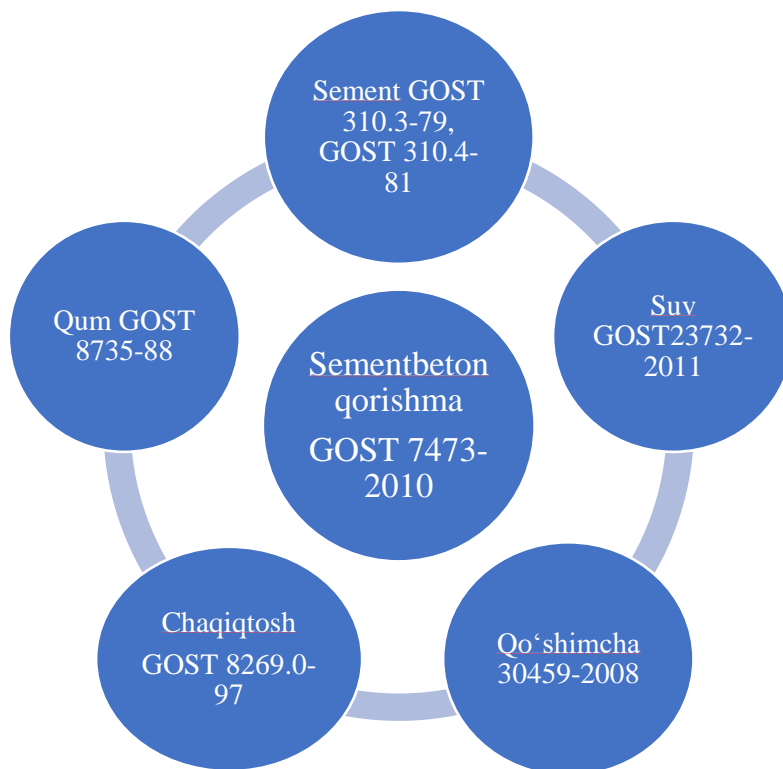 Sement GOST
310.3-79,
GOST 310.4-
81
Suv
GOST23732-
2011
Qo‘shimcha
30459-2008
Chaqiqtosh
GOST 8269.0-
97
Qum GOST
8735-88
Sementbeton
qorishma
GOST 7473-
2010